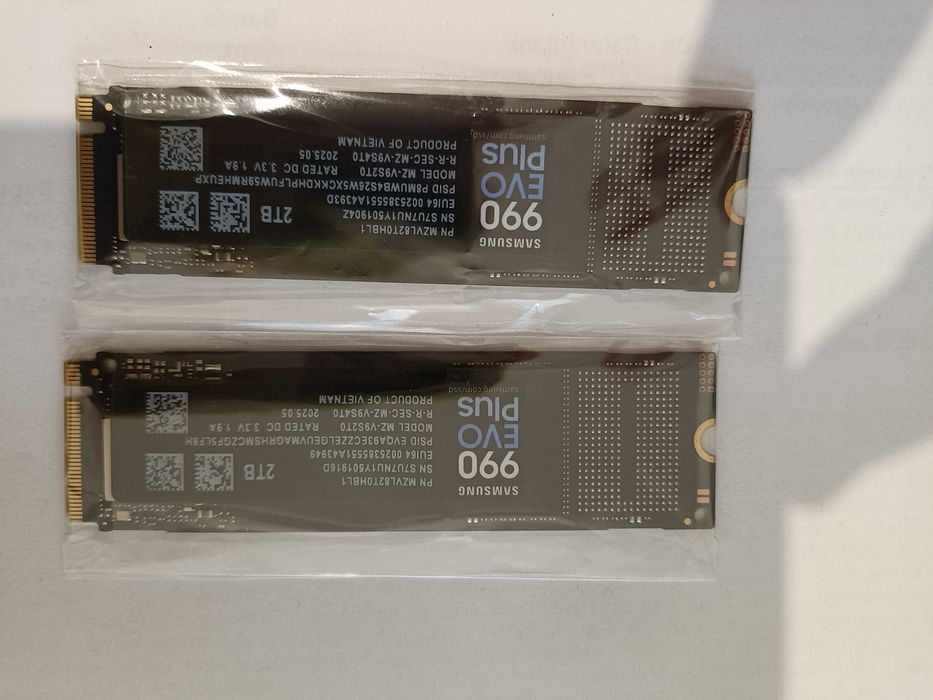 SAMSUNG
990
EVO
Plus
samsung.com/ssd
PN MZVL82T0HBL1
SN S7U7NU1Y501904Z
EUI64 0025385551A4393D
MODEL MZ-V9S2T0
R-R-SEC-MZ-V9S4T0 2025.05
RATED DC 3.3V 1.9A
PRODUCT OF VIETNAM
2TB
SAMSUNG
990
EVO
Plus
samsung.com/ssd
PN MZVL82T0HBL1
SN S7U7NU1Y501916D
EUI64 0025385551A43949
MODEL MZ-V9S2T0 RATED DC 3.3V 1.9A
R-R-SEC-MZ-V9S4T0 2025.05
PRODUCT OF VIETNAM
2TB